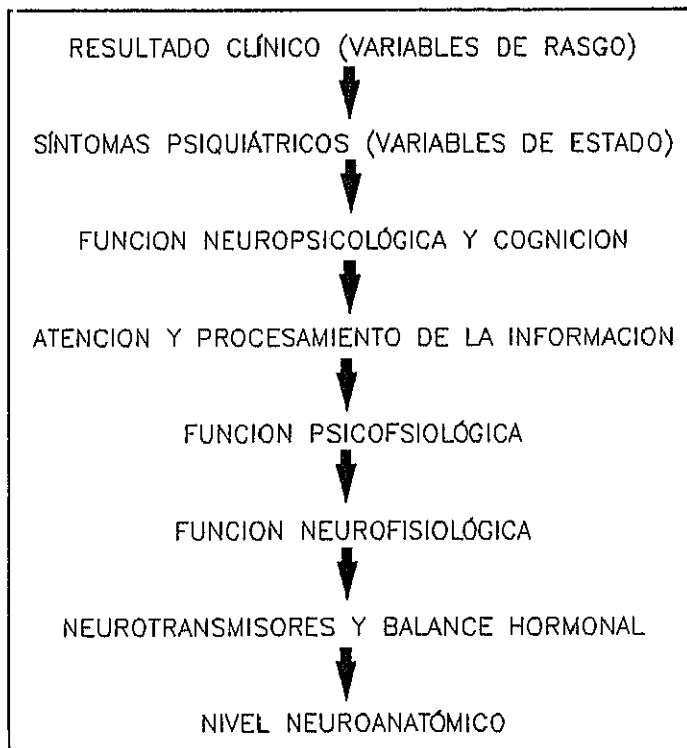 RESULTADO CLÍNICO (VARIABLES DE RASGO)
SÍNTOMAS PSIQUIÁTRICOS (VARIABLES DE ESTADO)
FUNCION NEUROPSICOLÓGICA Y COGNICION
ATENCION Y PROCESAMIENTO DE LA INFORMACION
FUNCION PSICOFSIOLÓGICA
FUNCION NEUROFISIOLÓGICA
NEUROTRANSMISORES Y BALANCE HORMONAL
NIVEL NEUROANATÓMICO